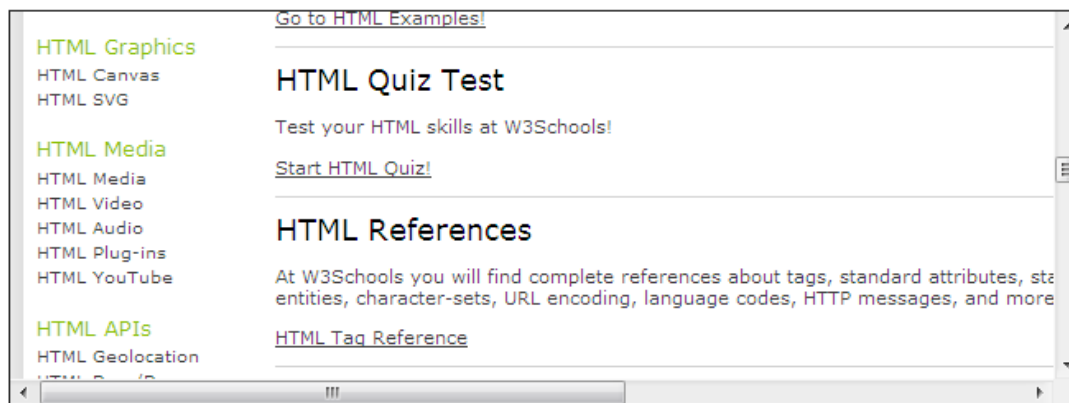 HTML Graphics
HTML Canvas
HTML SVG
HTML Media
HTML Media
HTML Video
HTML Audio
HTML Plug-ins
HTML YouTube
HTML APIs
HTML Geolocation
Go to HTML Examples!
HTML Quiz Test
Test your HTML skills at W3Schools!
Start HTML Quiz!
HTML References
At W3Schools you will find complete references about tags, standard attributes, sta
entities, character-sets, URL encoding, language codes, HTTP messages, and more
HTML Tag Reference